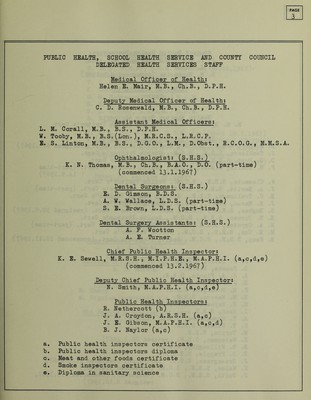 PAGE
3
PUBLIC HEALTH, SCHOOL HEALTH SERVICE AND COUNTY COUNCIL
DELEGATED HEALTH SERVICES STAFF
Medical Officer of Health:
Helen E. Mair, M.B., Ch.B., D.P.H.
Deputy Medical Officer of Health:
C. D. Rosenwald, M.B., Ch.B., D.P.H.
Assistant Medical Officers:
L. M. Corall, M.B., B.S., D.P.H.
W. Tooby, M.B., B.S.(Lon.), M.R.C.S., L.R.C.P.
E. S. Linton, M.B., B.S., D.G.O., L.M., D.Obst., R.C.O.G., M.M.S.A.
Ophthalmologist: (S.H.S.)
K. N. Thomas, M.B., Ch.B., B.A.O., D.O. (part-time)
(commenced 13.1.1967)
Dental Surgeons: (S.H.S.)
E. D. Gimson, B.D.S.
A. W. Wallace, L.D.S. (part-time)
S. E. Brown, L.D.S. (part-time)
Dental Surgery Assistants: (S.H.S.)
A. F. Wootton
A. E. Turner
Chief Public Health Inspector:
K. E. Sewell, M.R.S.H., M.I.P.H.E., M.A.P.H.I. (a,c,d,e)
(commenced 13.2.1967)
Deputy Chief Public Health Inspector:
N. Smith, M.A.P.H.I. (a,c,d,e)
Public Health Inspectors:
R. Nethercott (b)
J. A. Croydon, A.R.S.H. (a,c)
J. E. Gibson, M.A.P.H.I. (a,c,d)
B. J. Naylor (a,c)
a. Public health inspectors certificate
b. Public health inspectors diploma
c. Meat and other foods certificate
d. Smoke inspectors certificate
e. Diploma in sanitary science